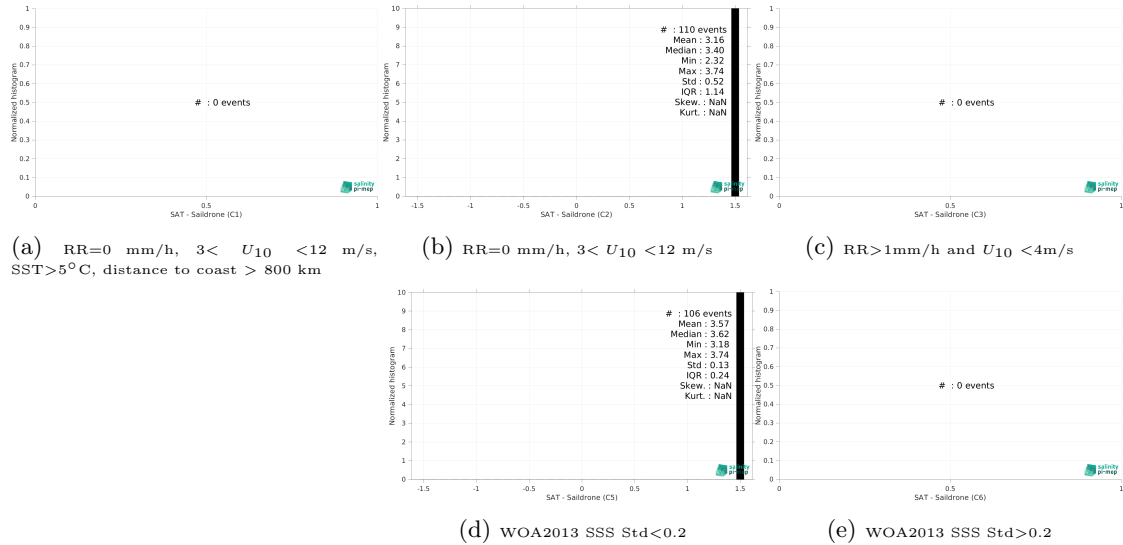 1
0.9
0.8
0.7
0.6
0.5
0.4
0.3
0.2
0.1
0
Normalized histogram
# : 0 events
salinity
pi-mep
0 0.5 1
SAT - Saildrone (C1)
10
9
8
7
6
5
4
3
2
1
0
Normalized histogram
# : 110 events
Mean : 3.16
Median : 3.40
Min : 2.32
Max : 3.74
Std : 0.52
IQR : 1.14
Skew. : NaN
Kurt. : NaN
salinity
pi-mep
-1.5 -1 -0.5 0 0.5 1 1.5
SAT - Saildrone (C2)
1
0.9
0.8
0.7
0.6
0.5
0.4
0.3
0.2
0.1
0
Normalized histogram
# : 0 events
salinity
pi-mep
0 0.5 1
SAT - Saildrone (C3)
(a) RR=0 mm/h, 3< U10 <12 m/s,
SST>5°C, distance to coast > 800 km
(b) RR=0 mm/h, 3< U10 <12 m/s
(c) RR>1mm/h and U10 <4m/s
10
9
8
7
6
5
4
3
2
1
0
Normalized histogram
# : 106 events
Mean : 3.57
Median : 3.62
Min : 3.18
Max : 3.74
Std : 0.13
IQR : 0.24
Skew. : NaN
Kurt. : NaN
salinity
pi-mep
-1.5 -1 -0.5 0 0.5 1 1.5
SAT - Saildrone (C5)
1
0.9
0.8
0.7
0.6
0.5
0.4
0.3
0.2
0.1
0
Normalized histogram
# : 0 events
salinity
pi-mep
0 0.5 1
SAT - Saildrone (C6)
(d) WOA2013 SSS Std<0.2
(e) WOA2013 SSS Std>0.2